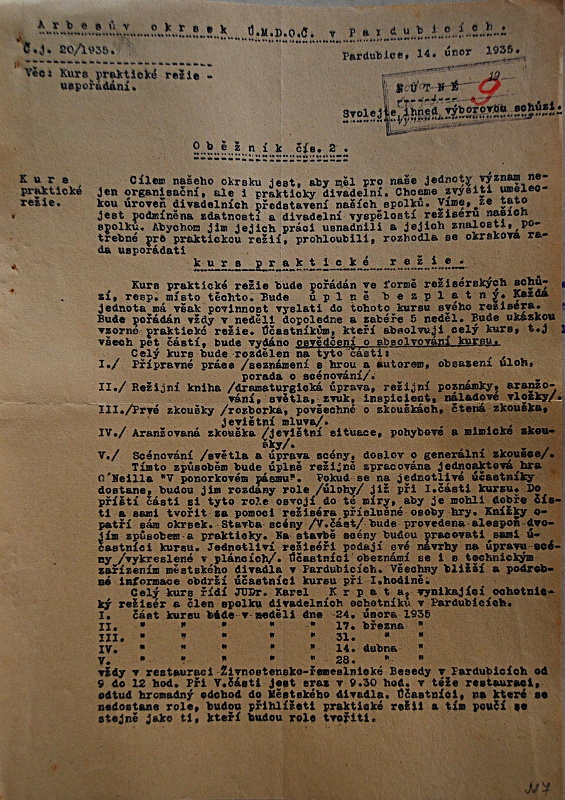 Arbesův okrsek Ú.M.D.O.Č. v Pardubicích.
Č.j. 20/1935.
Pardubice, 14. únor 1935.
Věc: Kurs praktické režie -
uspořádání.
NUTNÉ
9
Svolejte ihned výborovou schůzi.
Oběžník čís. 2.
Kurs
praktické
režie.
Cílem našeho okrsku jest, aby měl pro naše jednoty význam ne-
jen organisační, ale i prakticky divadelní. Chceme zvýšiti umělec-
kou úroveň divadelních představení našich spolků. Víme, že tato
jest podmíněna zdatností a divadelní vyspělostí režisérů našich
spolků. Abychom jim jejich práci usnadnili a jejich znalosti, po-
třebné pro praktickou režii, prohloubili, rozhodla se okrsková ra-
da uspořádati
kurs praktické režie.
Kurs praktické režie bude pořádán ve formě režisérských schů-
zí, resp. místo těchto. Bude úplně bezplatný. Každá
jednota má však povinnost vyslati do tohoto kursu svého režiséra.
Bude pořádán vždy v neděli dopoledne a zabéře 5 neděl. Bude ukázkou
vzorné praktické režie. Účastníkům, kteří absolvují celý kurs, t.j
všech pět částí, bude vydáno osvědčení o absolvování kursu.
Celý kurs bude rozdělen na tyto části:
I./ Přípravné práce /seznámení s hrou a autorem, obsazení úloh,
porada o scénování/.
II./ Režijní kniha /dramaturgická úprava, režijní poznámky, aranžo-
vání, světla, zvuk, inspicient, náladové vložky/.
III./Prvé zkoušky /rozborka, povšechně o zkouškách, čtená zkouška,
jevištní mluva/.
IV./ Aranžovaná zkouška /jevištní situace, pohybové a mimické zkou-
šky/.
V./ Scénování /světla a úprava scény, doslov o generální zkoušce/.
Tímto způsobem bude úplně režijně zpracována jednoaktová hra
O'Neilla "V ponorkovém pásmu". Pokud se na jednotlivé účastníky
dostane, budou jim rozdány role /úlohy/ již při I.části kursu. Do
příští části si tyto role osvojí do té míry, aby je mohli dobře čís-
ti a sami tvořit za pomoci režiséra příslušné osoby hry. Knížky o-
patří sám okrsek. Stavba scény /V.část/ bude provedena alespoň dvo-
jím způsobem a prakticky. Na stavbě scény budou pracovati sami ú-
častníci kursu. Jednotliví režiséři podají své návrhy na úpravu scé-
ny /vykreslené v pláncích/. Účastníci obeznámí se i s technickým
zařízením městského divadla v Pardubicích. Všechny bližší a podrob-
né informace obdrží účastníci kursu při I.hodině.
Celý kurs řídí JUDr. Karel Krpata, vynikající ochotnic-
ký režisér a člen spolku divadelních ochotníků v Pardubicích.
I. část kursu bude v neděli dne 24. února 1935
II. " " " " " 17. března "
III. " " " " " 31. " "
IV. " " " " " 14. dubna "
V. " " " " " 28. " "
vždy v restauraci Živnostensko-řemeslnické Besedy v Pardubicích od
9 do 12 hod. Při V.části jest sraz v 9.30 hod. v téže restauraci,
odtud hromadný odchod do Městského divadla. Účastníci, na které se
nedostane role, budou přihlížeti praktické režii a tím poučí se
stejně jako ti, kteří budou role tvořiti.
117